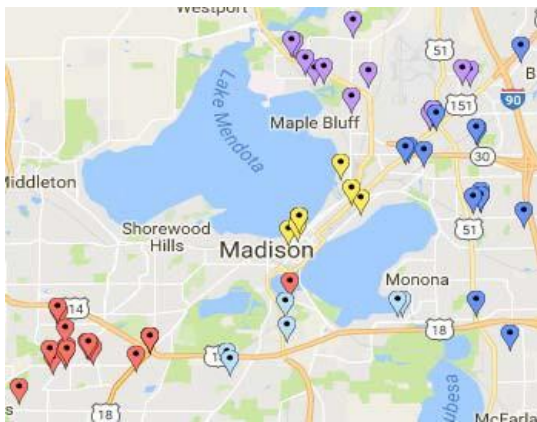 Westport
51
Lake Mendota
151
90
Maple Bluff
30
Middleton
Shorewood
Hills
Madison
51
Monona
14
18
18
McFarla